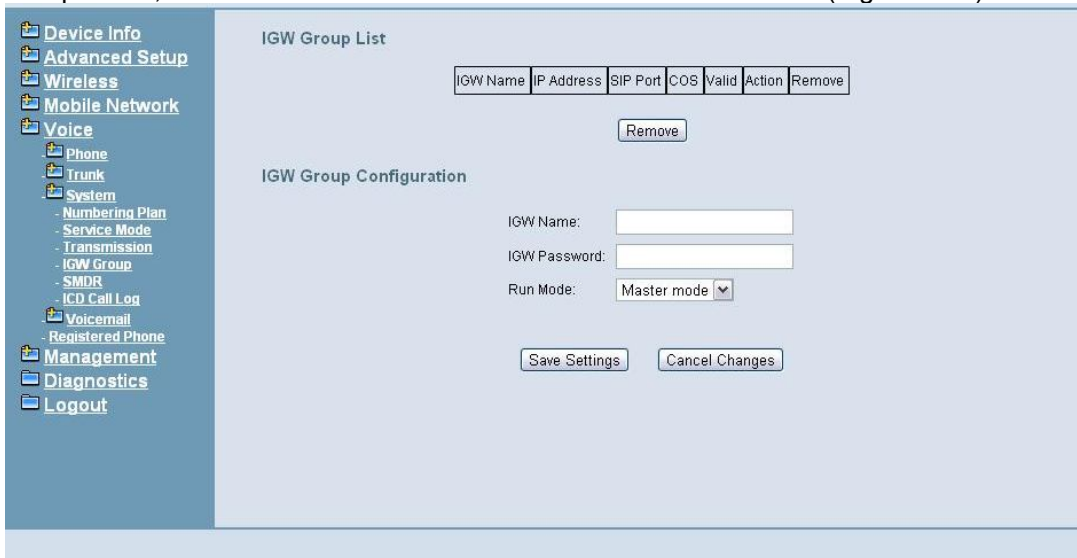 Device Info
Advanced Setup
Wireless
Mobile Network
Voice
Phone
Trunk
System
- Numbering Plan
- Service Mode
- Transmission
- IGW Group
- SMDR
- ICD Call Log
Voicemail
- Registered Phone
Management
Diagnostics
Logout
IGW Group List
IGW Name IP Address SIP Port COS Valid Action Remove
Remove
IGW Group Configuration
IGW Name:
IGW Password:
Run Mode: Master mode
Save Settings Cancel Changes